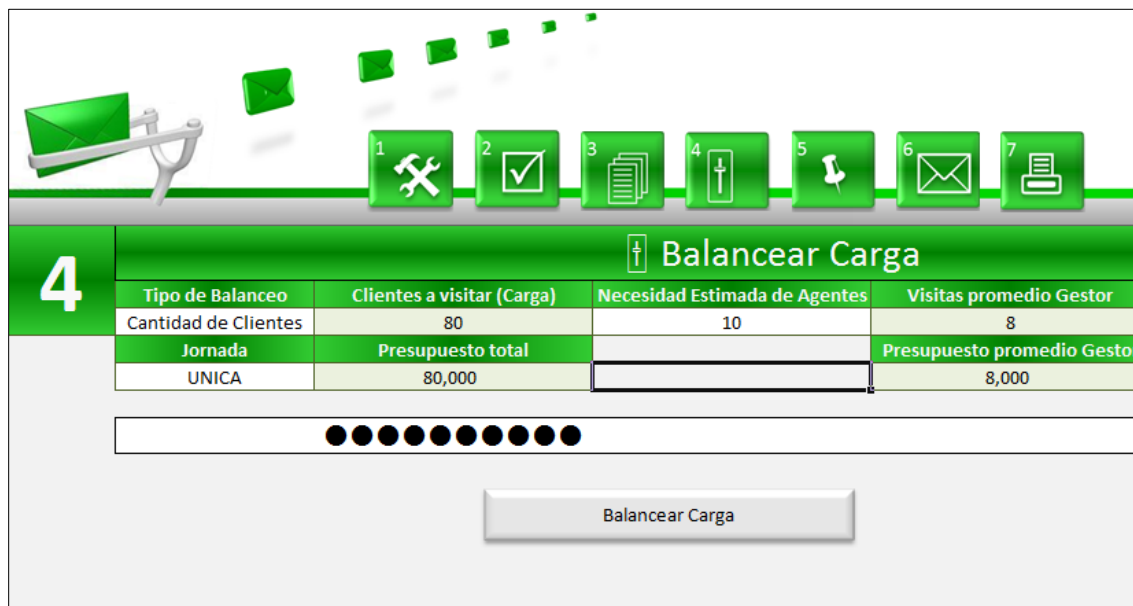 1 2 3 4 5 6 7
4
Balancear Carga
Tipo de Balanceo Clientes a visitar (Carga) Necesidad Estimada de Agentes Visitas promedio Gestor
Cantidad de Clientes 80 10 8
Jornada Presupuesto total Presupuesto promedio Gesto
UNICA 80,000 8,000
Balancear Carga